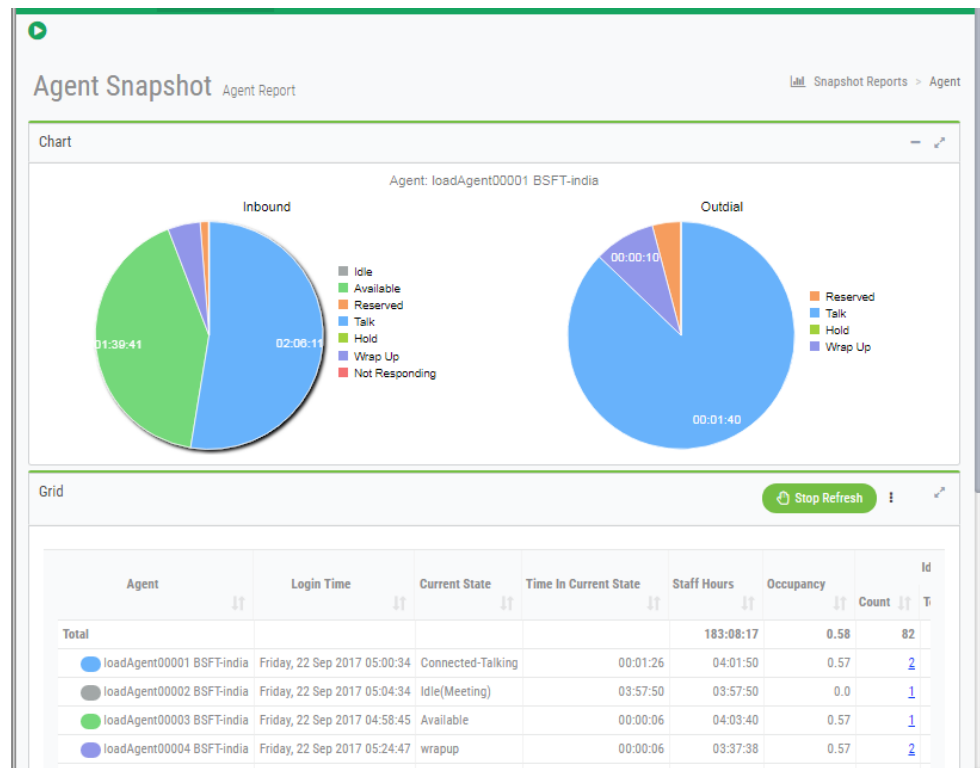 Agent Snapshot Agent Report
Snapshot Reports > Agent
Chart
Agent: loadAgent00001 BSFT-india
Inbound
01:39:41
02:06:11
Idle
Available
Reserved
Talk
Hold
Wrap Up
Not Responding
Outdial
00:00:10
00:01:40
Reserved
Talk
Hold
Wrap Up
Grid
Stop Refresh
Id
Agent Login Time Current State Time In Current State Staff Hours Occupancy
Count
Total 183:08:17 0.58 82
loadAgent00001 BSFT-india Friday, 22 Sep 2017 05:00:34 Connected-Talking 00:01:26 04:01:50 0.57 2
loadAgent00002 BSFT-india Friday, 22 Sep 2017 05:04:34 Idle(Meeting) 03:57:50 03:57:50 0.0 1
loadAgent00003 BSFT-india Friday, 22 Sep 2017 04:58:45 Available 00:00:06 04:03:40 0.57 1
loadAgent00004 BSFT-india Friday, 22 Sep 2017 05:24:47 wrapup 00:00:06 03:37:38 0.57 2